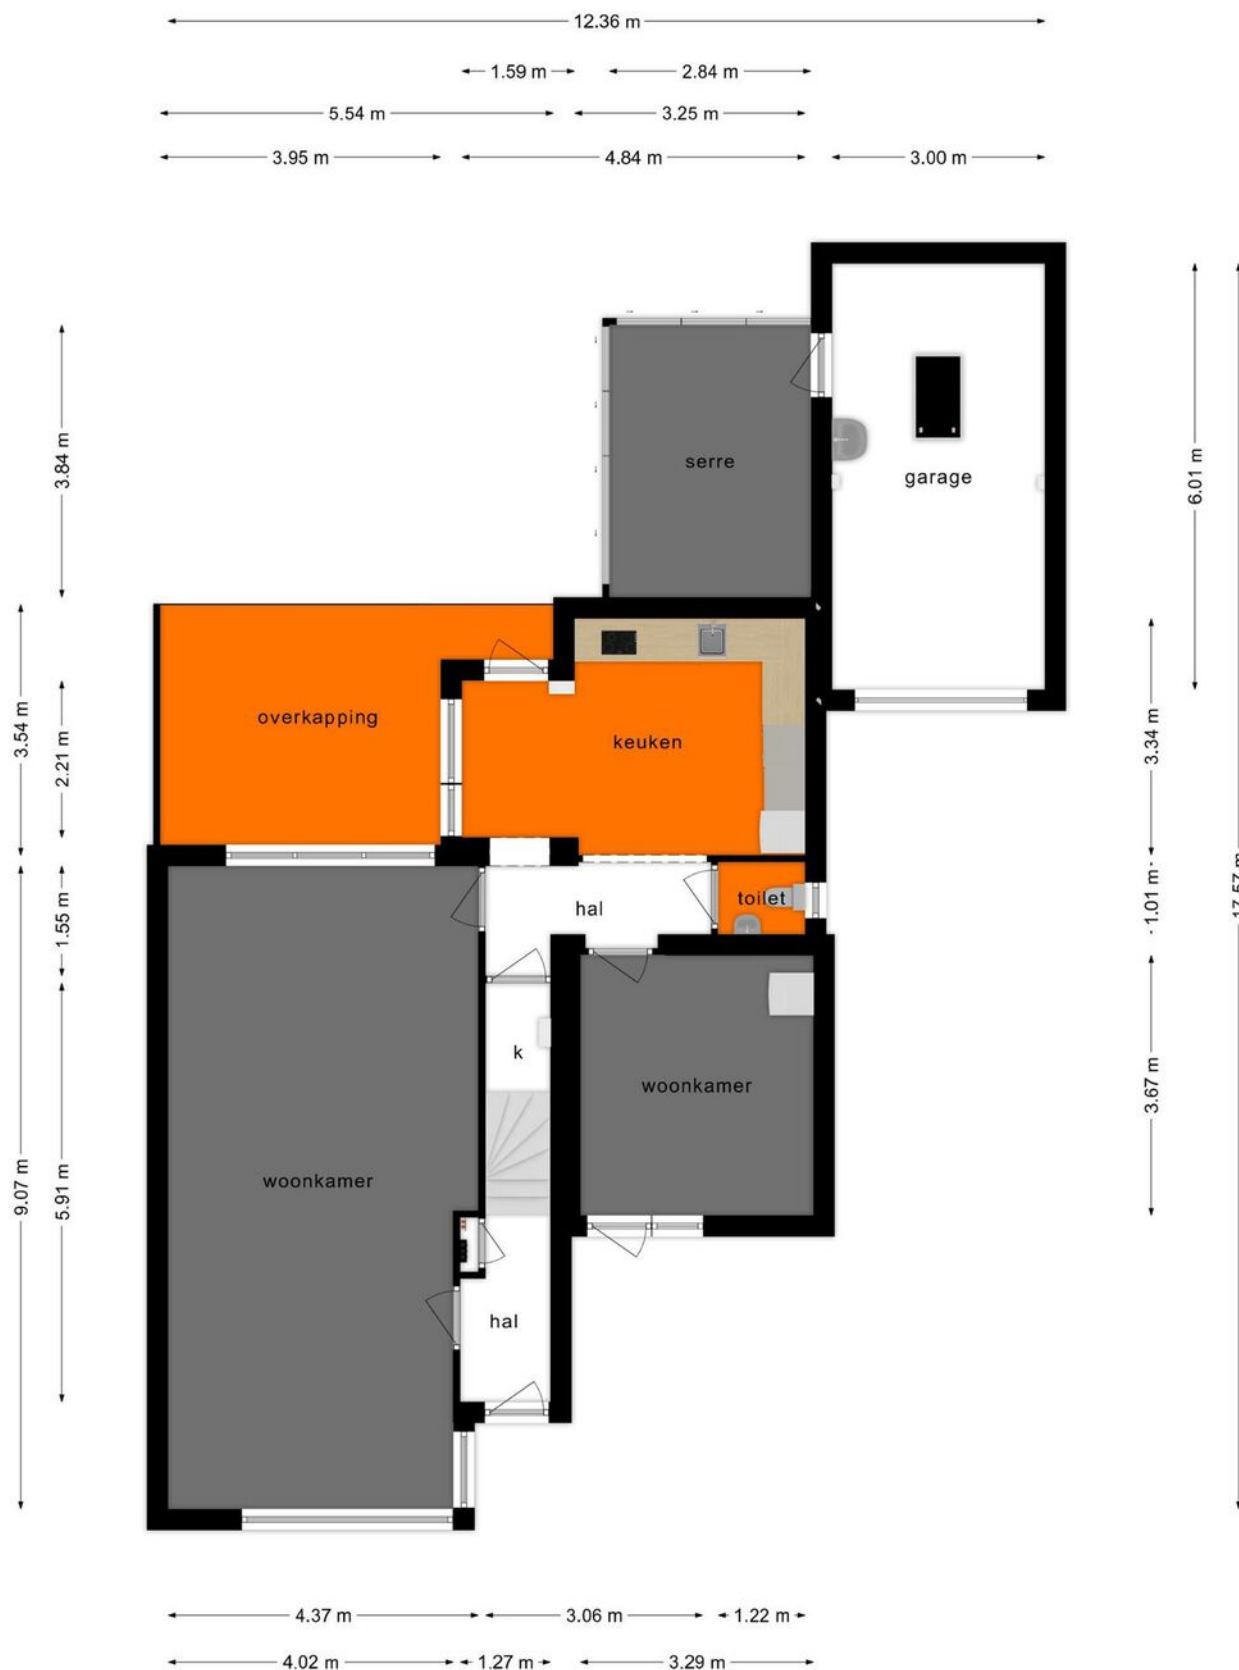 12.36 m
1.59 m
2.84 m
5.54 m
3.25 m
3.95 m
4.84 m
3.00 m
3.84 m
serre
garage
6.01 m
3.54 m
2.21 m
overkapping
keuken
3.34 m
17.57 m
1.55 m
hal
toilet
1.01 m
k
woonkamer
3.67 m
9.07 m
5.91 m
woonkamer
hal
4.37 m
3.06 m
1.22 m
4.02 m
1.27 m
3.29 m